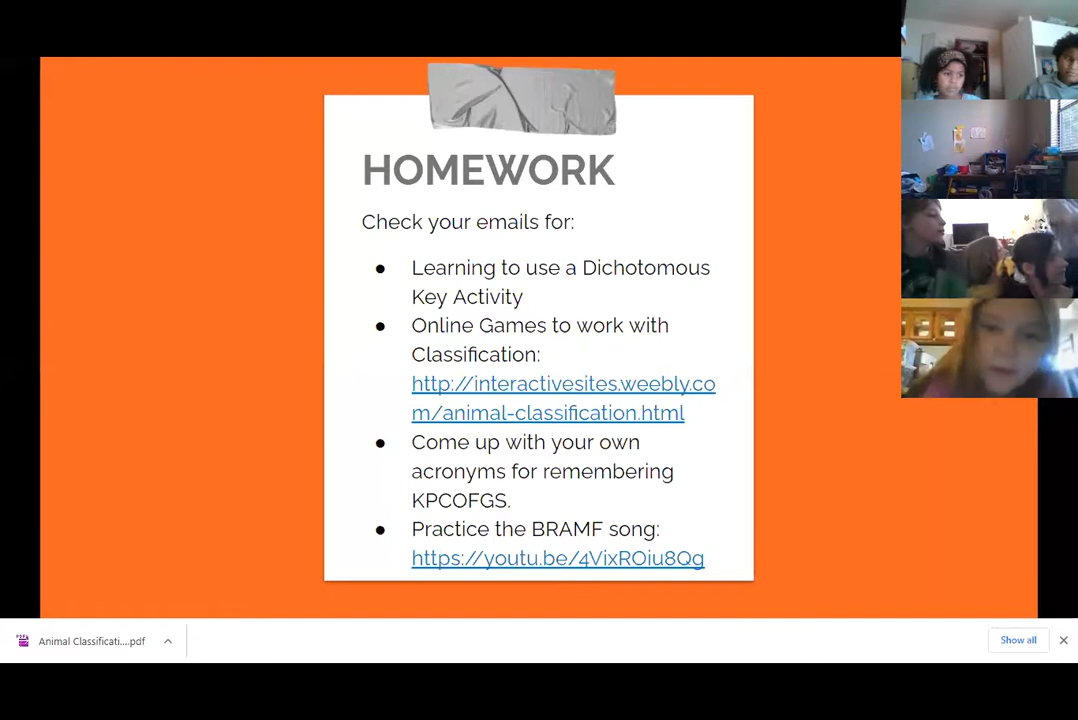 HOMEWORK
Check your emails for:
● Learning to use a Dichotomous
Key Activity
● Online Games to work with
Classification:
http://interactivesites.weebly.co
m/animal-classification.html
● Come up with your own
acronyms for remembering
KPCOFGS.
● Practice the BRAMF song:
https://youtu.be/4VixROiu8Qg
Animal Classificati....pdf
Show all